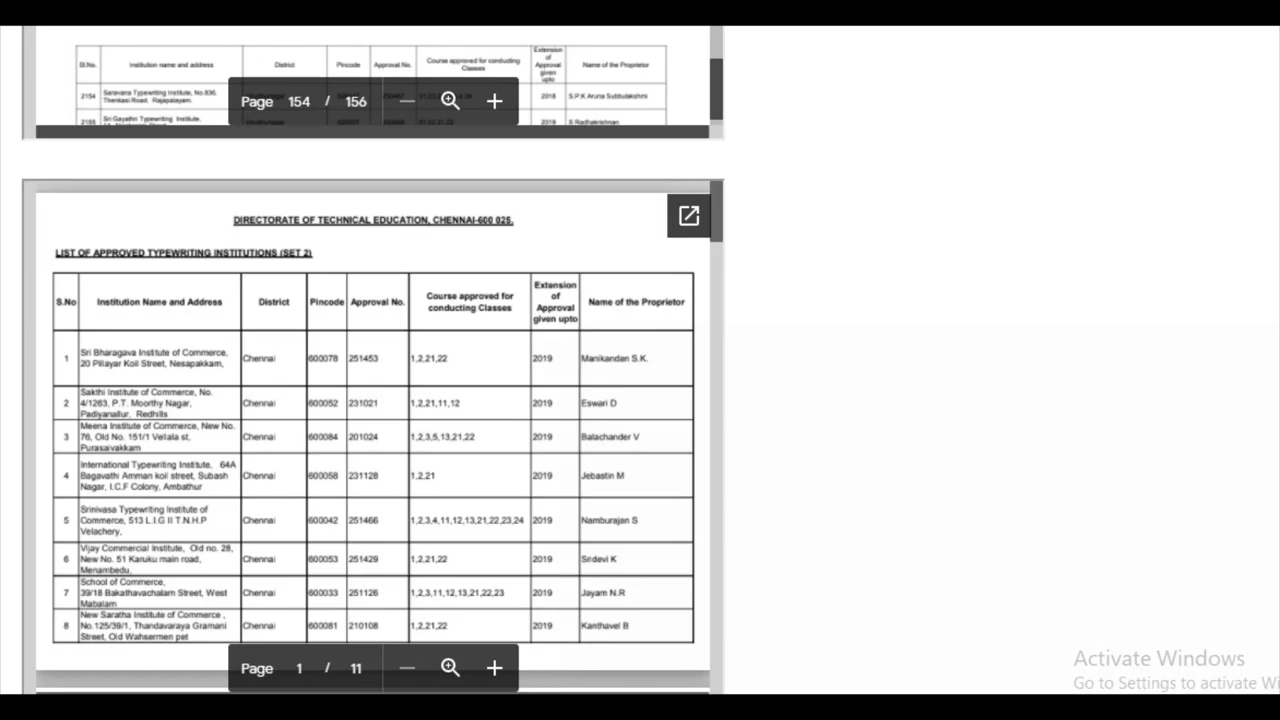 Sl.No. Institution name and address District Pincode Approval No. Course approved for conducting Classes Extension of Approval given upto Name of the Proprietor
2154 Saravana Typewriting Institute, No.836, Thenkasi Road. Rajapalayam. 2018 S.P.K Aruna Subbulakshmi
2155 Sri Gayathri Typewriting Institute, 2019 S Radhakrishnan
Page 154 / 156
DIRECTORATE OF TECHNICAL EDUCATION, CHENNAI-600 025.
LIST OF APPROVED TYPEWRITING INSTITUTIONS (SET 2)
S.No Institution Name and Address District Pincode Approval No. Course approved for conducting Classes Extension of Approval given upto Name of the Proprietor
1 Sri Bharagava Institute of Commerce, 20 Pillayar Koil Street, Nesapakkam, Chennai 600078 251453 1,2,21,22 2019 Manikandan S.K.
2 Sakthi Institute of Commerce, No. 4/1263, P.T. Moorthy Nagar, Padiyanallur, Redhills Chennai 600052 231021 1,2,21,11,12 2019 Eswari D
3 Meena Institute of Commerce, New No. 76, Old No. 151/1 Vellala st, Purasaivakkam Chennai 600084 201024 1,2,3,5,13,21,22 2019 Balachander V
4 International Typewriting Institute, 64A Bagavathi Amman koil street, Subash Nagar, I.C.F Colony, Ambathur Chennai 600058 231128 1,2,21 2019 Jebastin M
5 Srinivasa Typewriting Institute of Commerce, 513 L.I.G II T.N.H.P Velachery, Chennai 600042 251466 1,2,3,4,11,12,13,21,22,23,24 2019 Namburajan S
6 Vijay Commercial Institute, Old no. 28, New No. 51 Karuku main road, Menambedu, Chennai 600053 251429 1,2,21,22 2019 Sridevi K
7 School of Commerce, 39/18 Bakathavachalam Street, West Mabalam Chennai 600033 251126 1,2,3,11,12,13,21,22,23 2019 Jayam N.R
8 New Saratha Institute of Commerce , No.125/39/1, Thandavaraya Gramani Street, Old Wahsermen pet Chennai 600081 210108 1,2,21,22 2019 Kanthavel B
Page 1 / 11
Activate Windows
Go to Settings to activate Wi